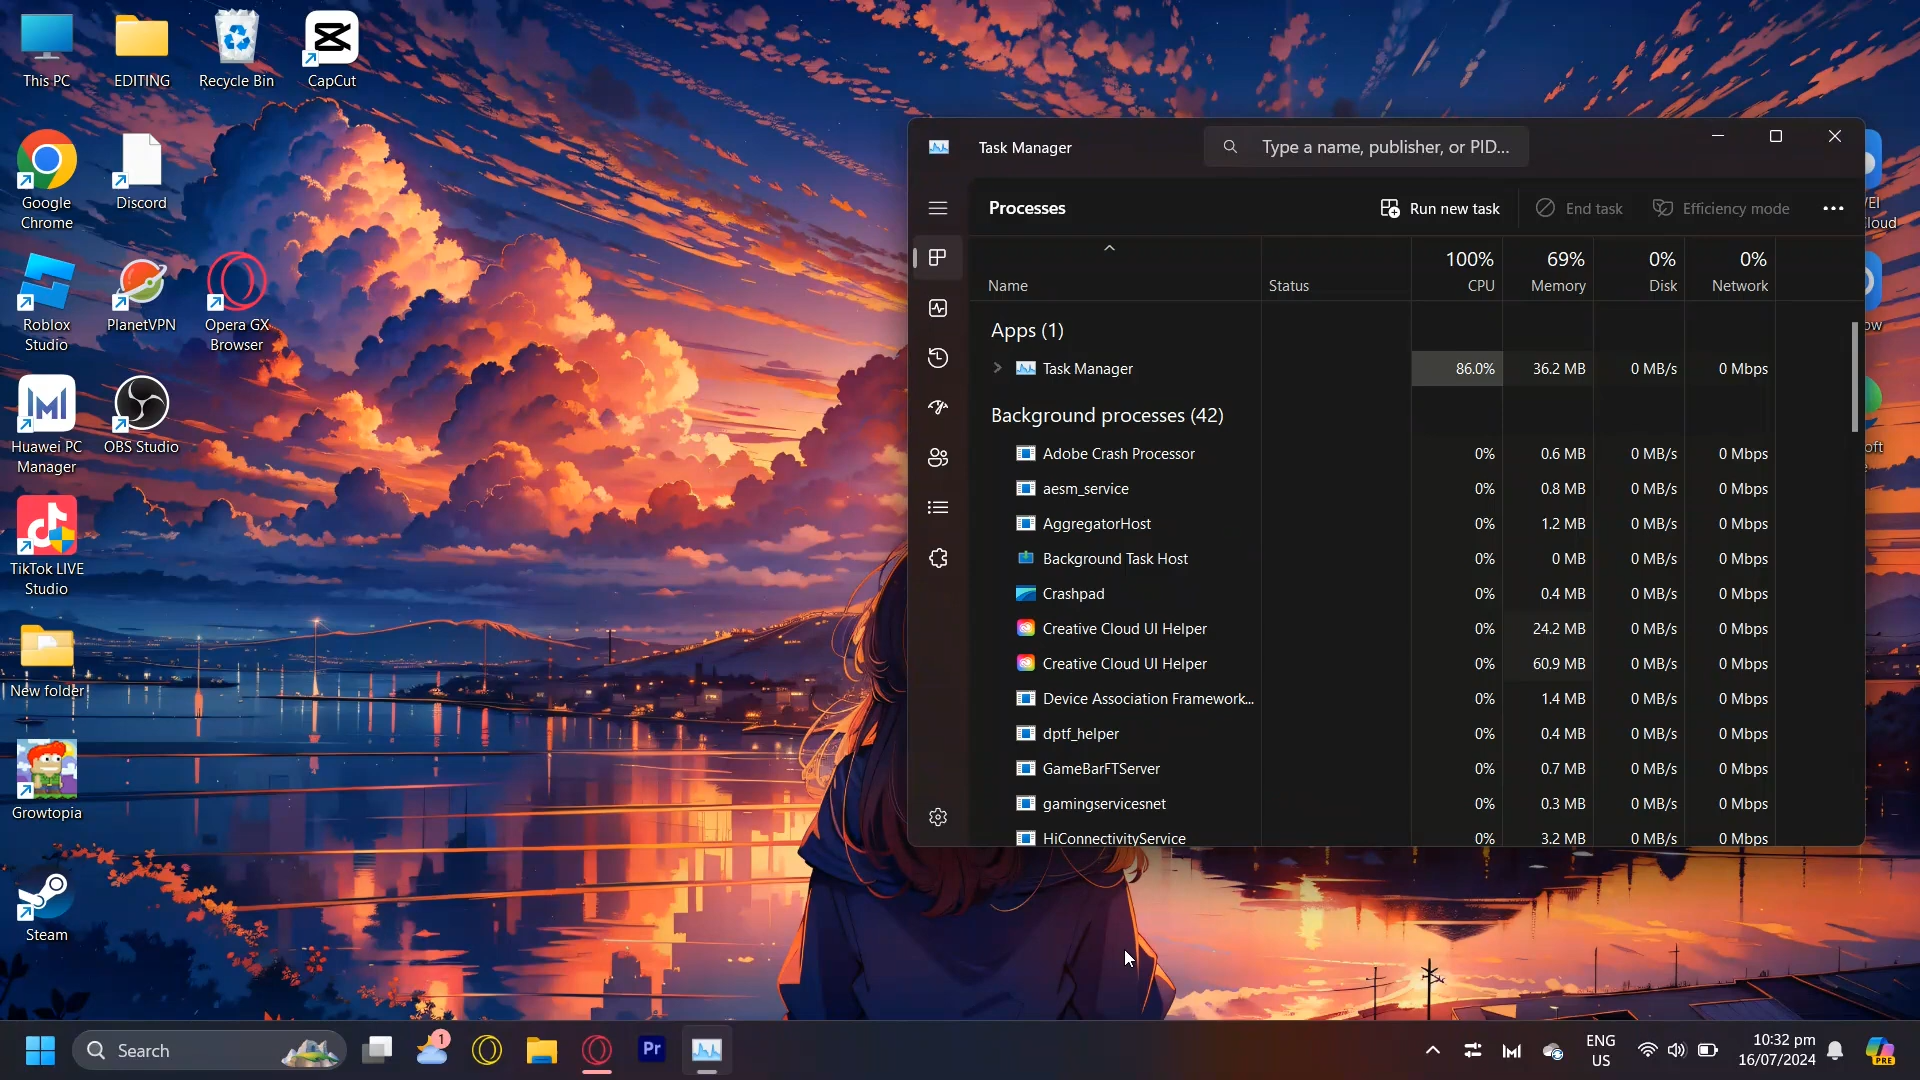 This PC
EDITING
Recycle Bin
CapCut
Google
Chrome
Discord
Roblox
Studio
PlanetVPN
Opera GX
Browser
Huawei PC
Manager
OBS Studio
TikTok LIVE
Studio
New folder
Growtopia
Steam
Task Manager
Type a name, publisher, or PID...
Processes
Run new task
End task
Efficiency mode
Name
Status
100%
CPU
69%
Memory
0%
Disk
0%
Network
Apps (1)
Task Manager 86.0% 36.2 MB 0 MB/s 0 Mbps
Background processes (42)
Adobe Crash Processor 0% 0.6 MB 0 MB/s 0 Mbps
aesm_service 0% 0.8 MB 0 MB/s 0 Mbps
AggregatorHost 0% 1.2 MB 0 MB/s 0 Mbps
Background Task Host 0% 0 MB 0 MB/s 0 Mbps
Crashpad 0% 0.4 MB 0 MB/s 0 Mbps
Creative Cloud UI Helper 0% 24.2 MB 0 MB/s 0 Mbps
Creative Cloud UI Helper 0% 60.9 MB 0 MB/s 0 Mbps
Device Association Framework... 0% 1.4 MB 0 MB/s 0 Mbps
dptf_helper 0% 0.4 MB 0 MB/s 0 Mbps
GameBarFTServer 0% 0.7 MB 0 MB/s 0 Mbps
gamingservicesnet 0% 0.3 MB 0 MB/s 0 Mbps
HiConnectivityService 0% 3.2 MB 0 MB/s 0 Mbps
Search
1
Pr
ENG
US
10:32 pm
16/07/2024
PRE